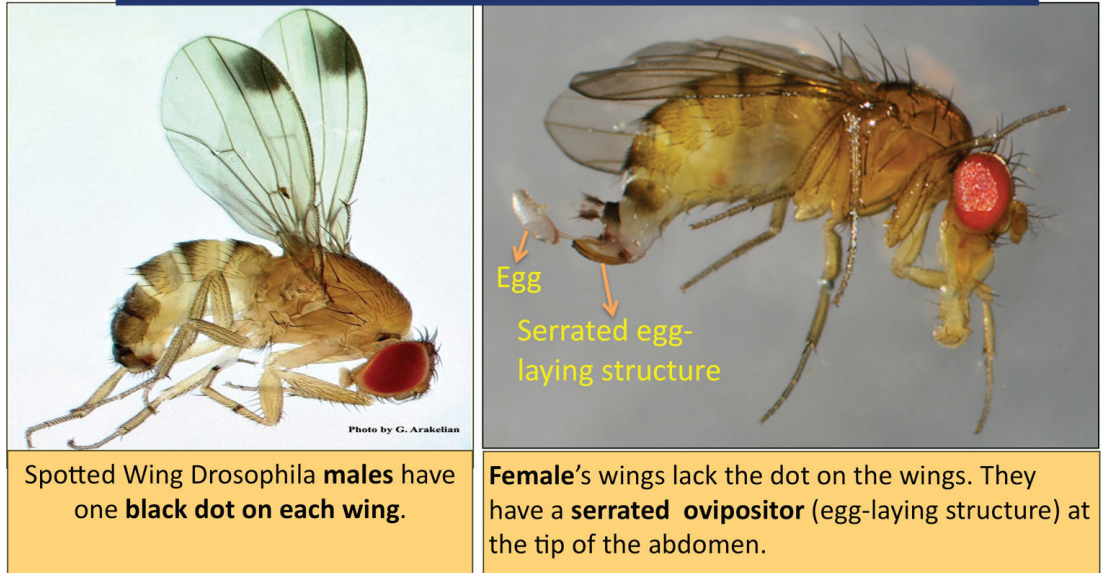 Egg
Serrated egg-
laying structure
Photo by G. Arakelian
Spotted Wing Drosophila males have
one black dot on each wing.
Female's wings lack the dot on the wings. They
have a serrated ovipositor (egg-laying structure) at
the tip of the abdomen.